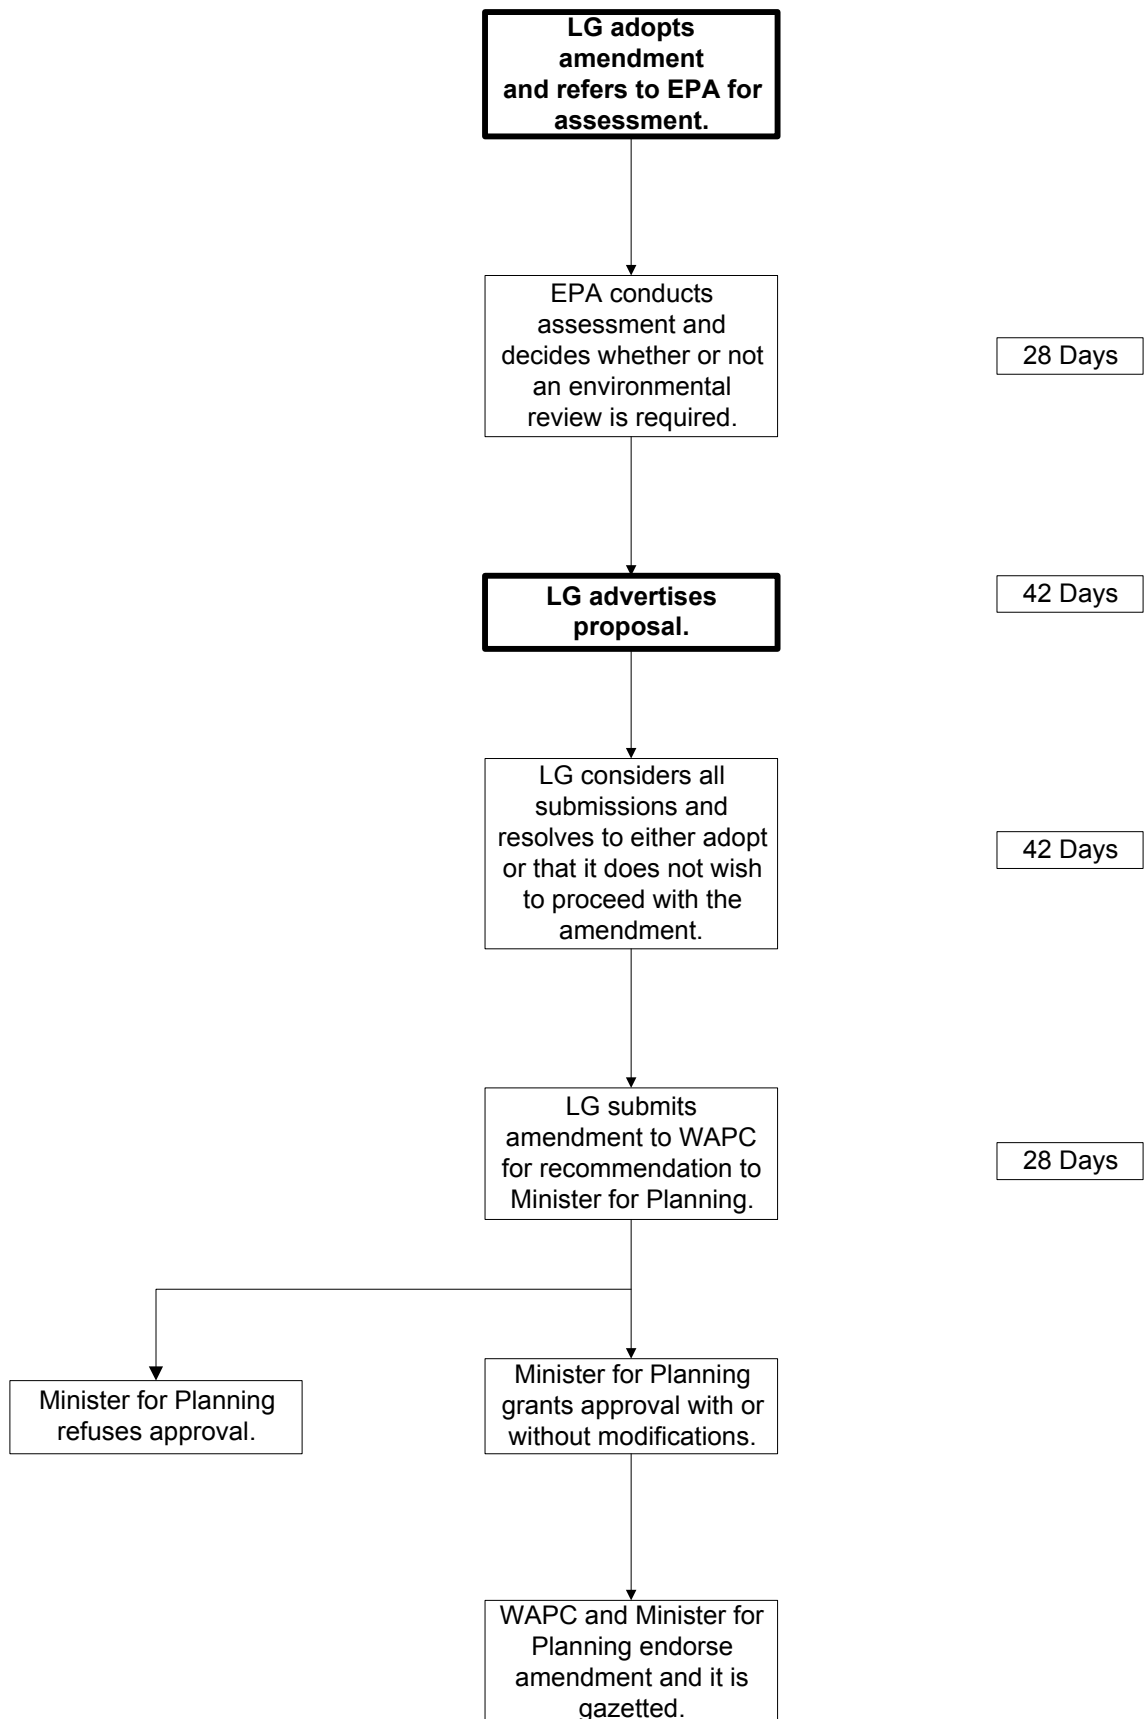 LG adopts
amendment
and refers to EPA for
assessment.
EPA conducts
assessment and
decides whether or not
an environmental
review is required.
28 Days
LG advertises
proposal.
42 Days
LG considers all
submissions and
resolves to either adopt
or that it does not wish
to proceed with the
amendment.
42 Days
LG submits
amendment to WAPC
for recommendation to
Minister for Planning.
28 Days
Minister for Planning
refuses approval.
Minister for Planning
grants approval with or
without modifications.
WAPC and Minister for
Planning endorse
amendment and it is
gazetted.